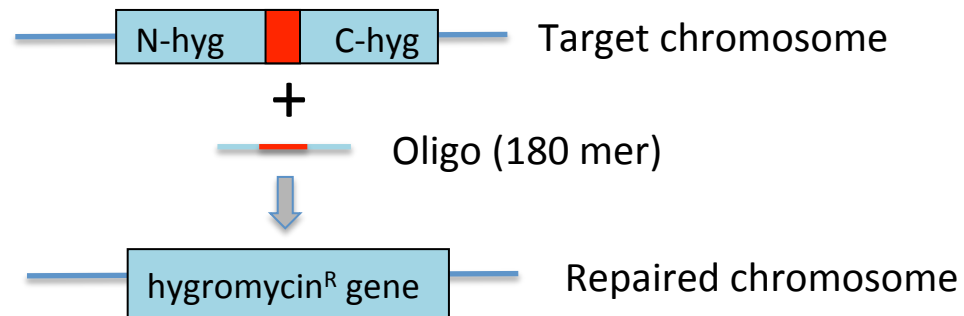 N-hyg C-hyg Target chromosome
+
Oligo (180 mer)
hygromycinᴿ gene Repaired chromosome